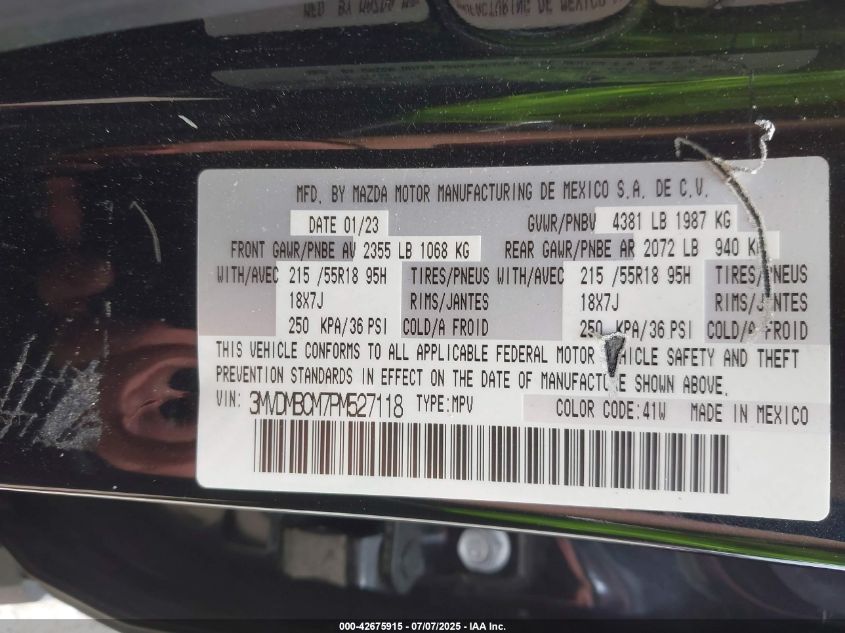 MFD. BY MAZDA MOTOR MANUFACTURING DE MEXICO S.A. DE C.V.
DATE 01/23 GVWR/PNBV 4381 LB 1987 KG
FRONT GAWR/PNBE AV 2355 LB 1068 KG REAR GAWR/PNBE AR 2072 LB 940 KG
WITH/AVEC 215 /55R18 95H TIRES/PNEUS WITH/AVEC 215 /55R18 95H TIRES/PNEUS
18X7J RIMS/JANTES 18X7J RIMS/JANTES
250 KPA/36 PSI COLD/A FROID 250 KPA/36 PSI COLD/A FROID
THIS VEHICLE CONFORMS TO ALL APPLICABLE FEDERAL MOTOR VEHICLE SAFETY AND THEFT
PREVENTION STANDARDS IN EFFECT ON THE DATE OF MANUFACTURE SHOWN ABOVE.
VIN: 3MVDMBCM7PM527118 TYPE:MPV COLOR CODE:41W MADE IN MEXICO
000-42675915 - 07/07/2025 - IAA Inc.